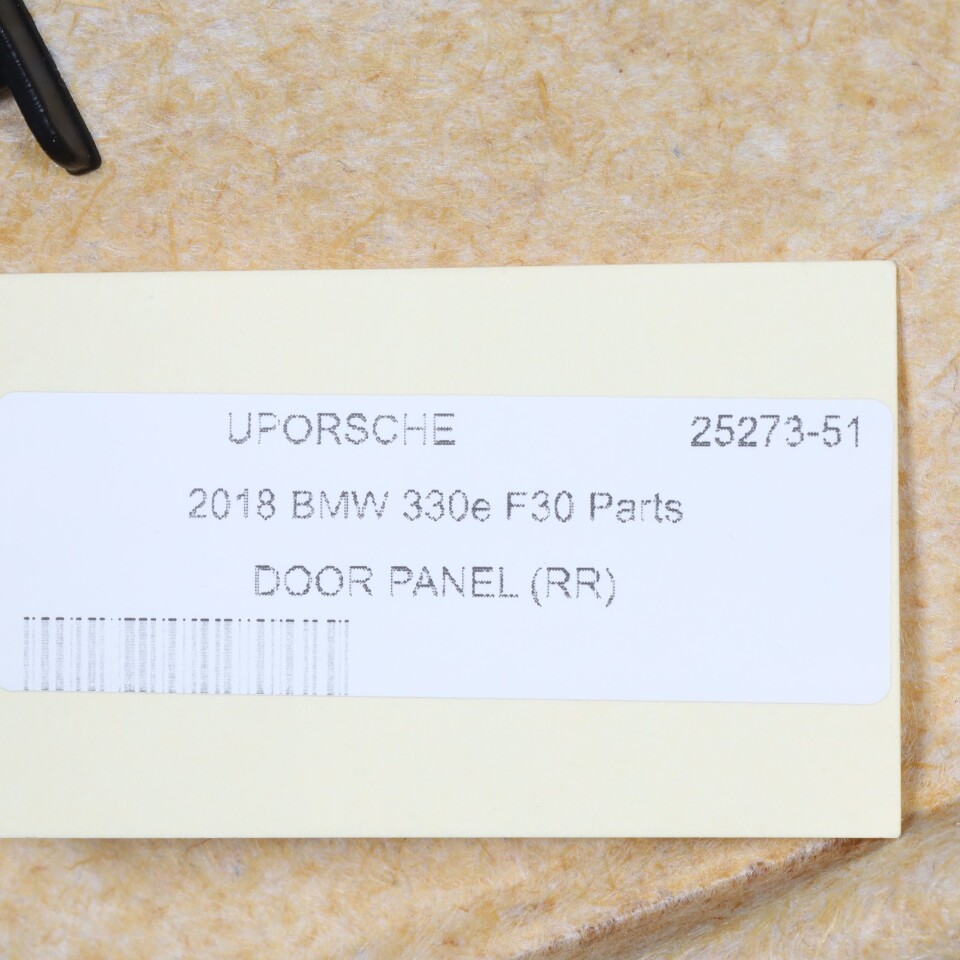 UPORSCHE 25273-51
2018 BMW 330e F30 Parts
DOOR PANEL (RR)